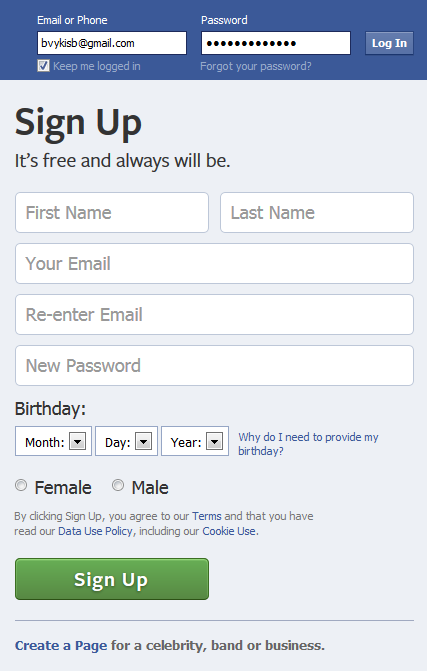 Email or Phone
Password
bvykisb@gmail.com
•••••••••••••
Log In
Keep me logged in
Forgot your password?
Sign Up
It's free and always will be.
First Name
Last Name
Your Email
Re-enter Email
New Password
Birthday:
Month:
Day:
Year:
Why do I need to provide my
birthday?
Female
Male
By clicking Sign Up, you agree to our Terms and that you have
read our Data Use Policy, including our Cookie Use.
Sign Up
Create a Page for a celebrity, band or business.